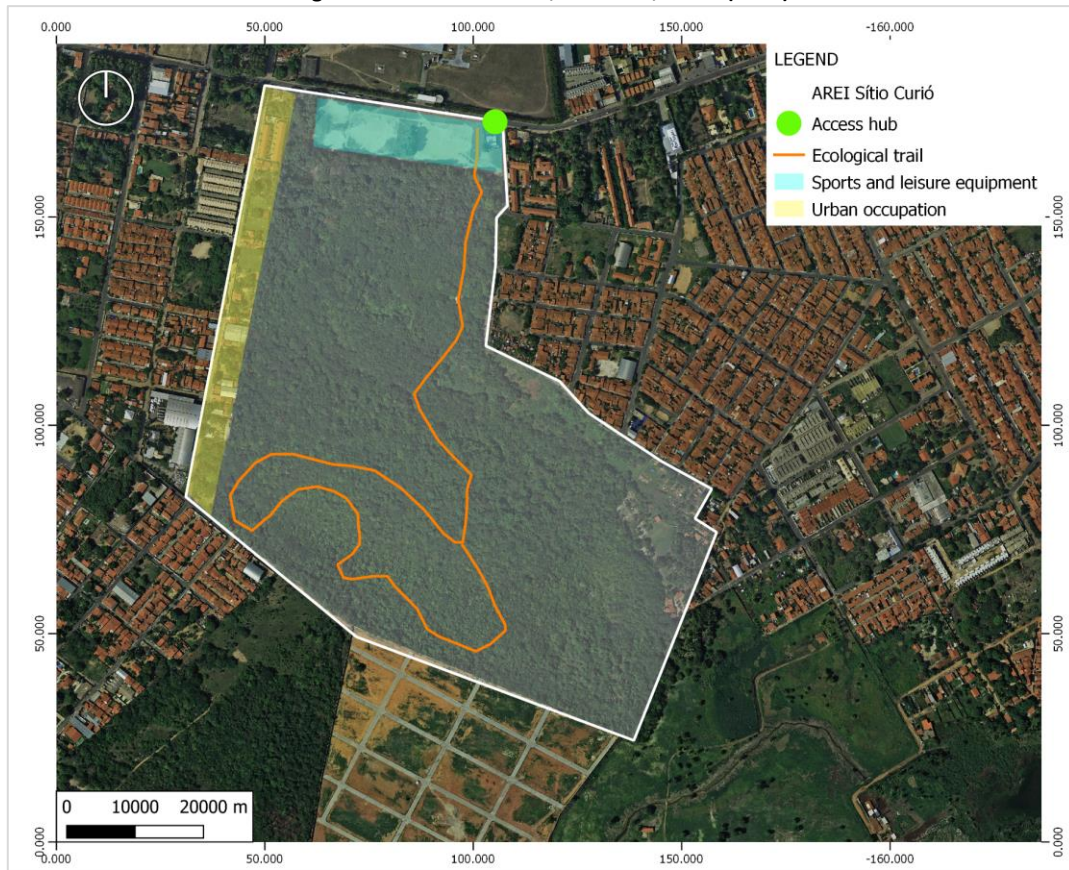 0.000 50.000 100.000 150.000 -160.000
LEGEND
AREI Sítio Curió
Access hub
Ecological trail
Sports and leisure equipment
Urban occupation
150.000 150.000
100.000 100.000
50.000 50.000
0 10000 20000 m
0.000 0.000
0.000 50.000 100.000 150.000 -160.000